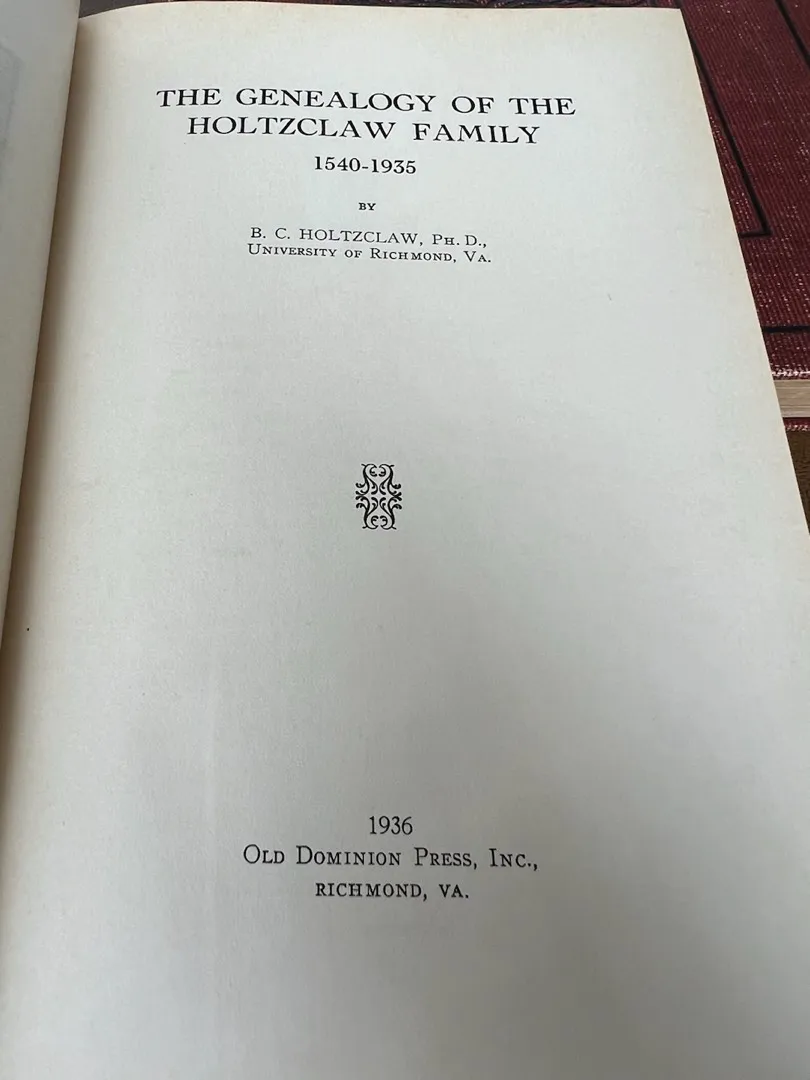 THE GENEALOGY OF THE
HOLTZCLAW FAMILY
1540-1935
BY
B. C. HOLTZCLAW, PH. D.,
UNIVERSITY OF RICHMOND, VA.
1936
OLD DOMINION PRESS, INC.,
RICHMOND, VA.